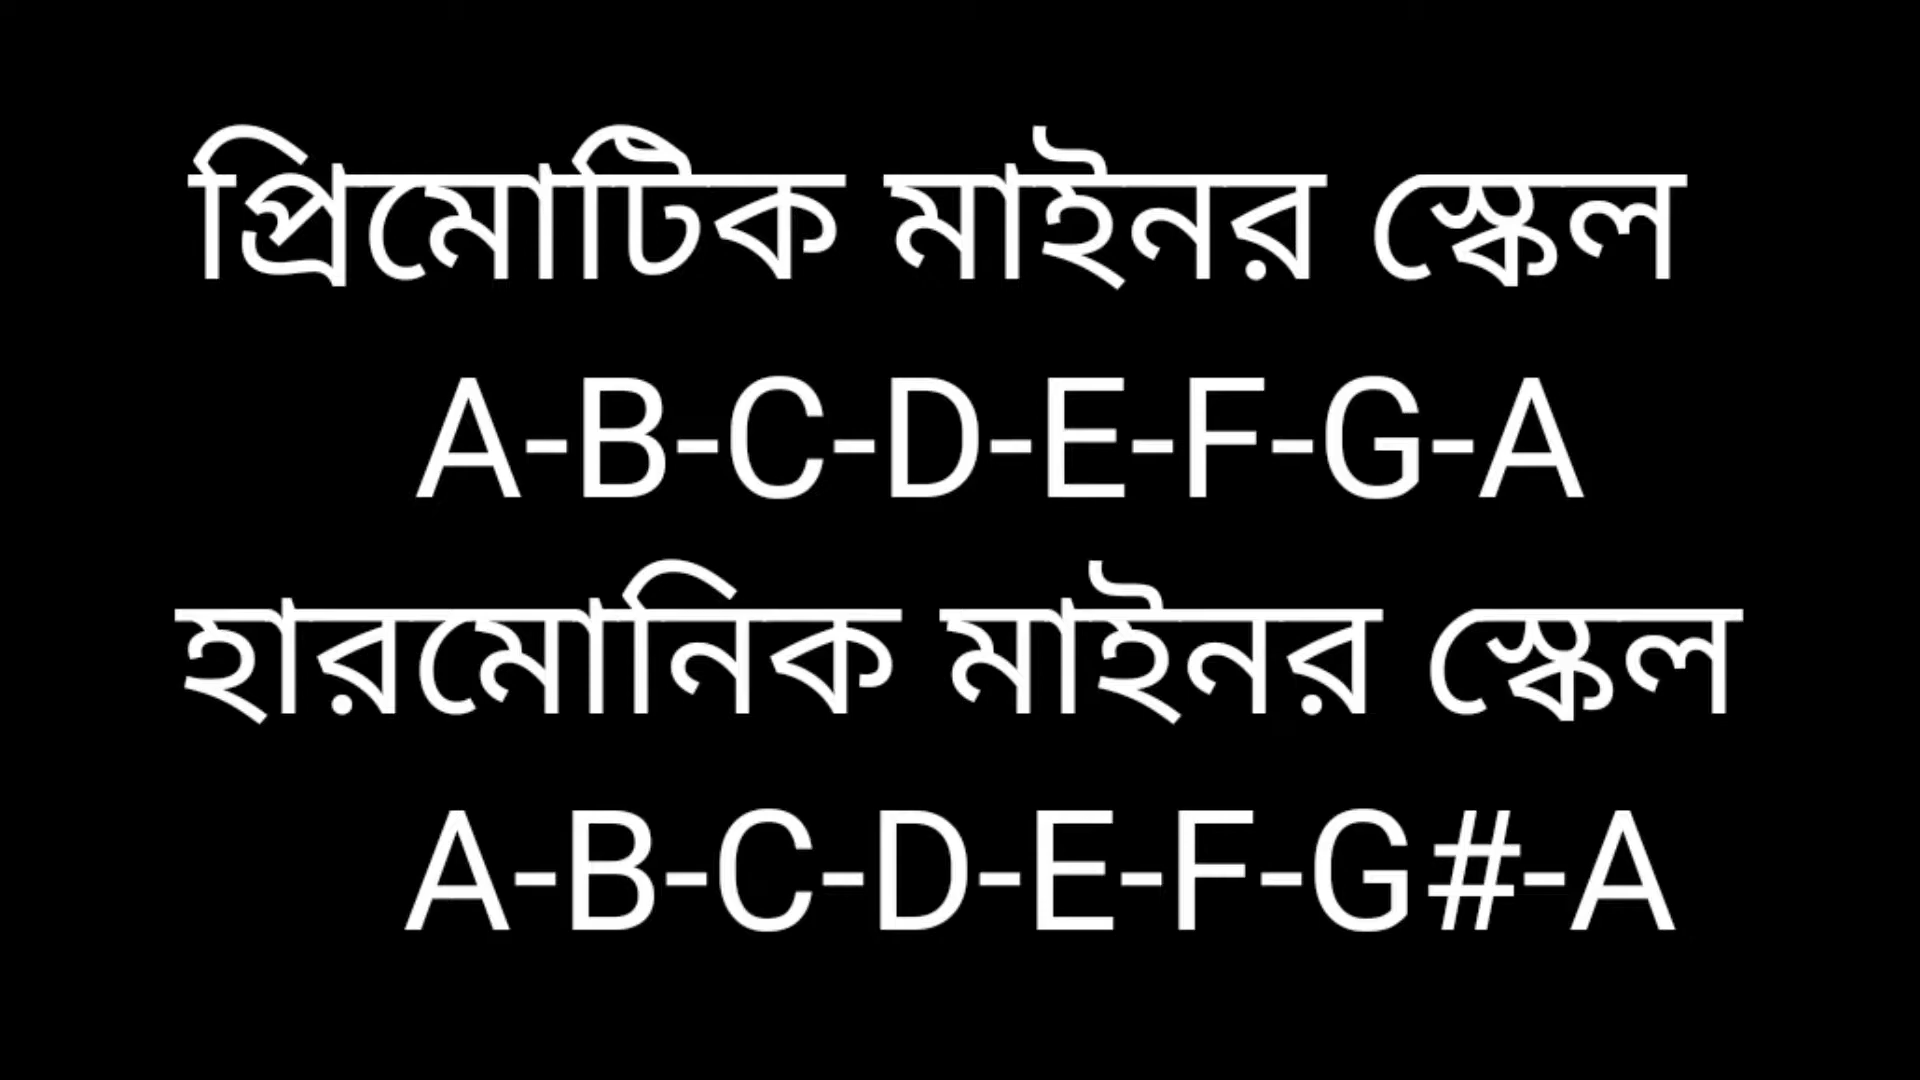 প্রিমোটিক মাইনর স্কেল
A-B-C-D-E-F-G-A
হারমোনিক মাইনর স্কেল
A-B-C-D-E-F-G#-A